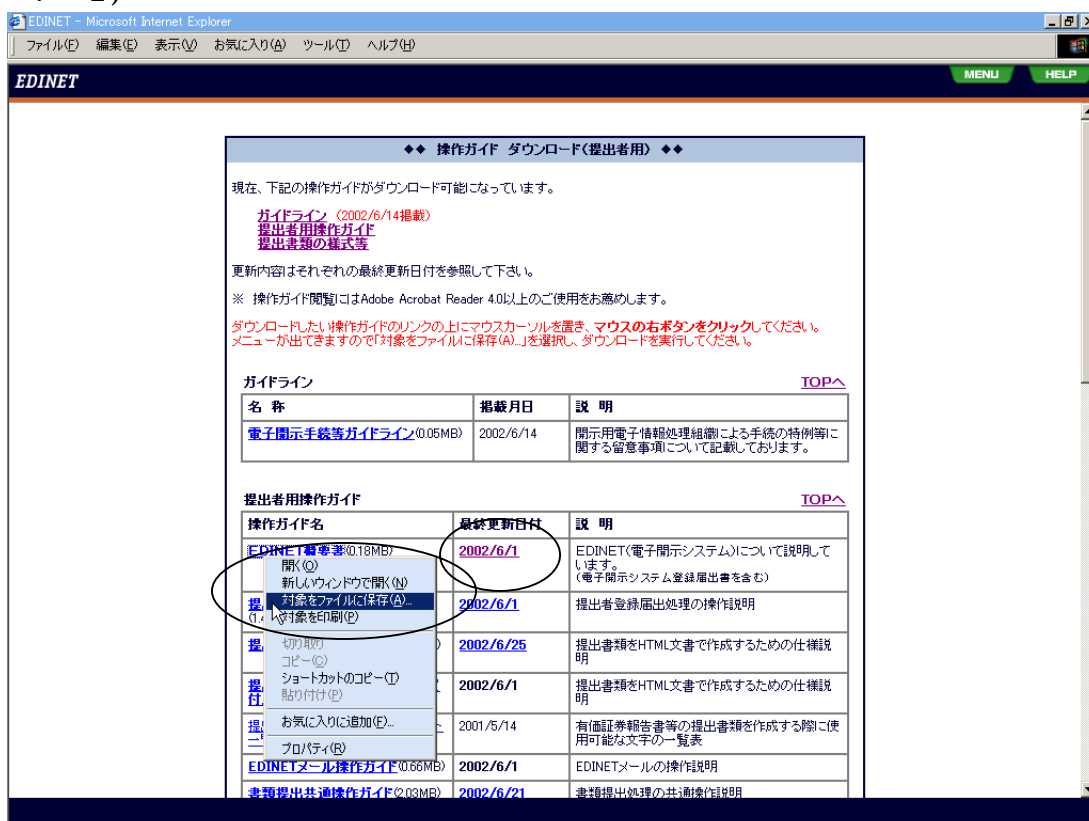 EDINET - Microsoft Internet Explorer
ファイル(F) 編集(E) 表示(V) お気に入り(A) ツール(T) ヘルプ(H)
EDINET
MENU HELP
◆◆ 操作ガイド ダウンロード(提出者用) ◆◆
現在、下記の操作ガイドがダウンロード可能になっています。
ガイドライン (2002/6/14掲載)
提出者用操作ガイド
提出書類の様式等
更新内容はそれぞれの最終更新日付を参照して下さい。
※ 操作ガイド閲覧にはAdobe Acrobat Reader 4.0以上のご使用をお薦めします。
ダウンロードしたい操作ガイドのリンクの上にマウスカーソルを置き、マウスの右ボタンをクリックしてください。
メニューが出てきますので「対象をファイルに保存(A)...」を選択し、ダウンロードを実行してください。
ガイドライン TOPへ
名 称 掲載月日 説 明
電子開示手続等ガイドライン(0.05MB) 2002/6/14 開示用電子情報処理組織による手続の特例等に
関する留意事項について記載しております。
提出者用操作ガイド TOPへ
操作ガイド名 最終更新日付 説 明
EDINET概要書(0.18MB) 2002/6/1 EDINET(電子開示システム)について説明して
います。
(電子開示システム登録届出書を含む)
開く(O)
新しいウィンドウで開く(N)
対象をファイルに保存(A)...
対象を印刷(P)
切り取り
コピー(C)
ショートカットのコピー(T)
貼り付け(P)
お気に入りに追加(F)...
プロパティ(R)
提 2002/6/1 提出者登録届出処理の操作説明
(1.4
提 ) 2002/6/25 提出書類をHTML文書で作成するための仕様説
明
提 2002/6/1 提出書類をHTML文書で作成するための仕様説
付 明
提 2001/5/14 有価証券報告書等の提出書類を作成する際に使
一 用可能な文字の一覧表
EDINETメール操作ガイド(0.66MB) 2002/6/1 EDINETメールの操作説明
書類提出共通操作ガイド(2.03MB) 2002/6/21 書類提出処理の共通操作説明